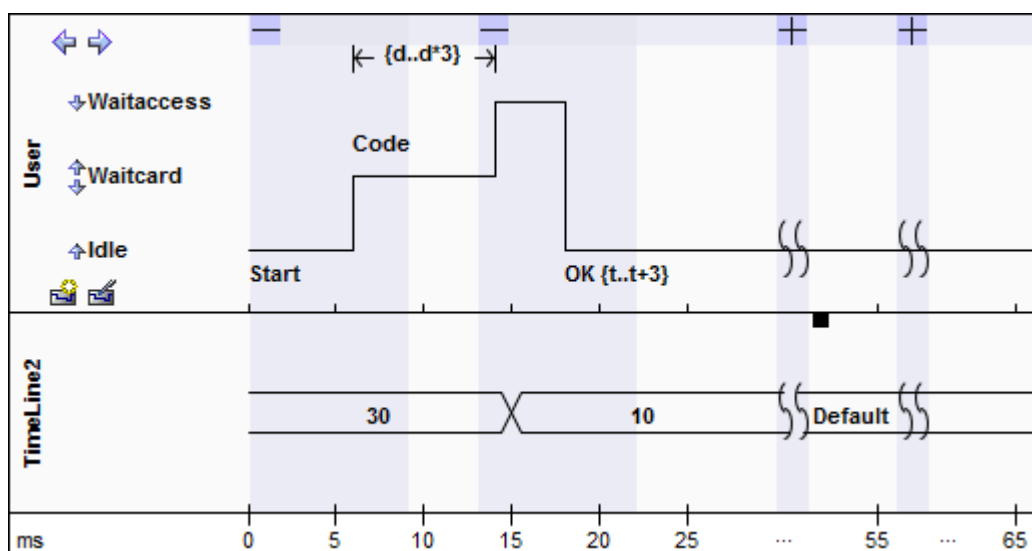 {d..d*3}
Waitaccess
Code
User
Waitcard
Idle
Start
OK {t..t+3}
TimeLine2
30
10
Default
ms
0
5
10
15
20
25
...
55
...
65